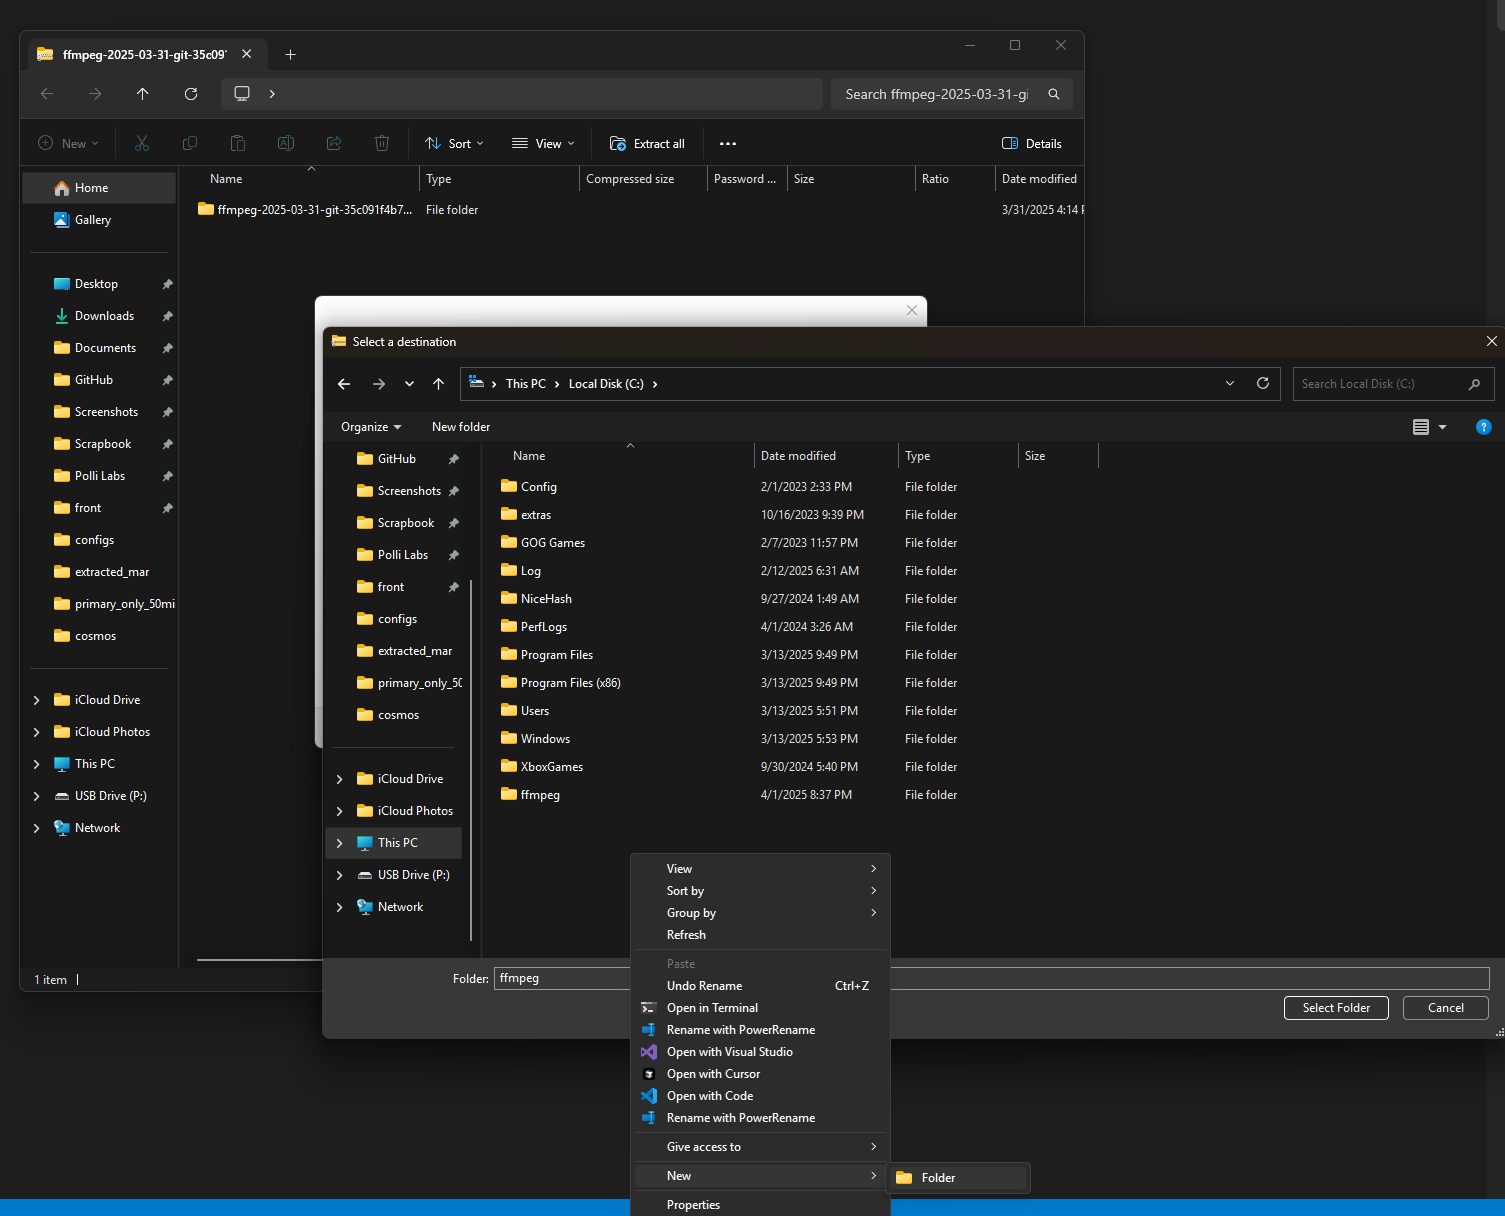 ffmpeg-2025-03-31-git-35c091
Search ffmpeg-2025-03-31-gi
New
Sort
View
Extract all
Details
Name
Type
Compressed size
Password ...
Size
Ratio
Date modified
ffmpeg-2025-03-31-git-35c091f4b7...
File folder
3/31/2025 4:14 P
Home
Gallery
Desktop
Downloads
Documents
GitHub
Screenshots
Scrapbook
Polli Labs
front
configs
extracted_mar
primary_only_50mi
cosmos
iCloud Drive
iCloud Photos
This PC
USB Drive (P:)
Network
1 item
Select a destination
This PC
Local Disk (C:)
Search Local Disk (C:)
Organize
New folder
GitHub
Screenshots
Scrapbook
Polli Labs
front
configs
extracted_mar
primary_only_50
cosmos
iCloud Drive
iCloud Photos
This PC
USB Drive (P:)
Network
Name Date modified Type Size
Config 2/1/2023 2:33 PM File folder
extras 10/16/2023 9:39 PM File folder
GOG Games 2/7/2023 11:57 PM File folder
Log 2/12/2025 6:31 AM File folder
NiceHash 9/27/2024 1:49 AM File folder
PerfLogs 4/1/2024 3:26 AM File folder
Program Files 3/13/2025 9:49 PM File folder
Program Files (x86) 3/13/2025 9:49 PM File folder
Users 3/13/2025 5:51 PM File folder
Windows 3/13/2025 5:53 PM File folder
XboxGames 9/30/2024 5:40 PM File folder
ffmpeg 4/1/2025 8:37 PM File folder
Folder: ffmpeg
Select Folder
Cancel
View
Sort by
Group by
Refresh
Paste
Undo Rename Ctrl+Z
Open in Terminal
Rename with PowerRename
Open with Visual Studio
Open with Cursor
Open with Code
Rename with PowerRename
Give access to
New
Folder
Properties